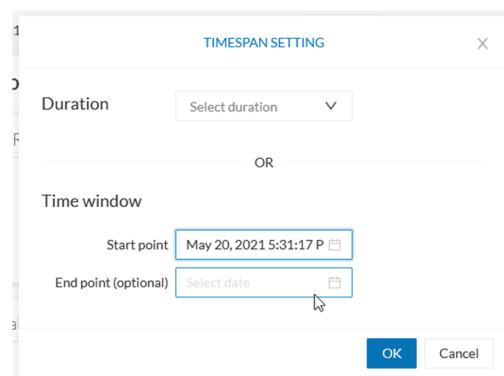 TIMESPAN SETTING
Duration
Select duration
OR
Time window
Start point
May 20, 2021 5:31:17 P
End point (optional)
Select date
OK
Cancel